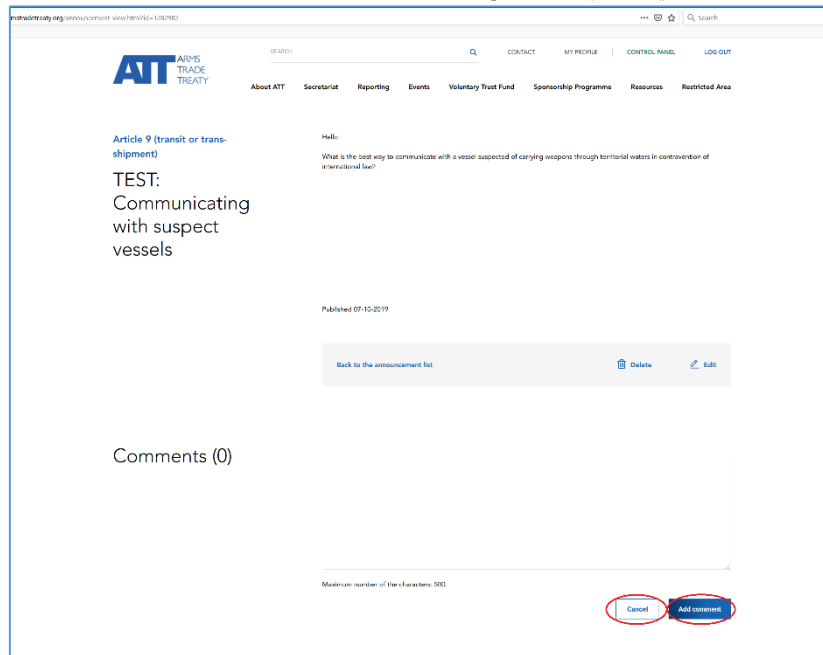 mstradetreaty.org/announcement-view.html?id=1282982
Search
ATT ARMS
TRADE
TREATY
SEARCH
CONTACT MY PROFILE CONTROL PANEL LOG OUT
About ATT Secretariat Reporting Events Voluntary Trust Fund Sponsorship Programme Resources Restricted Area
Article 9 (transit or trans-
shipment)
TEST:
Communicating
with suspect
vessels
Hello
What is the best way to communicate with a vessel suspected of carrying weapons through territorial waters in contravention of
international law?
Published 07-10-2019
Back to the announcement list
Delete
Edit
Comments (0)
Maximum number of the characters: 500.
Cancel
Add comment